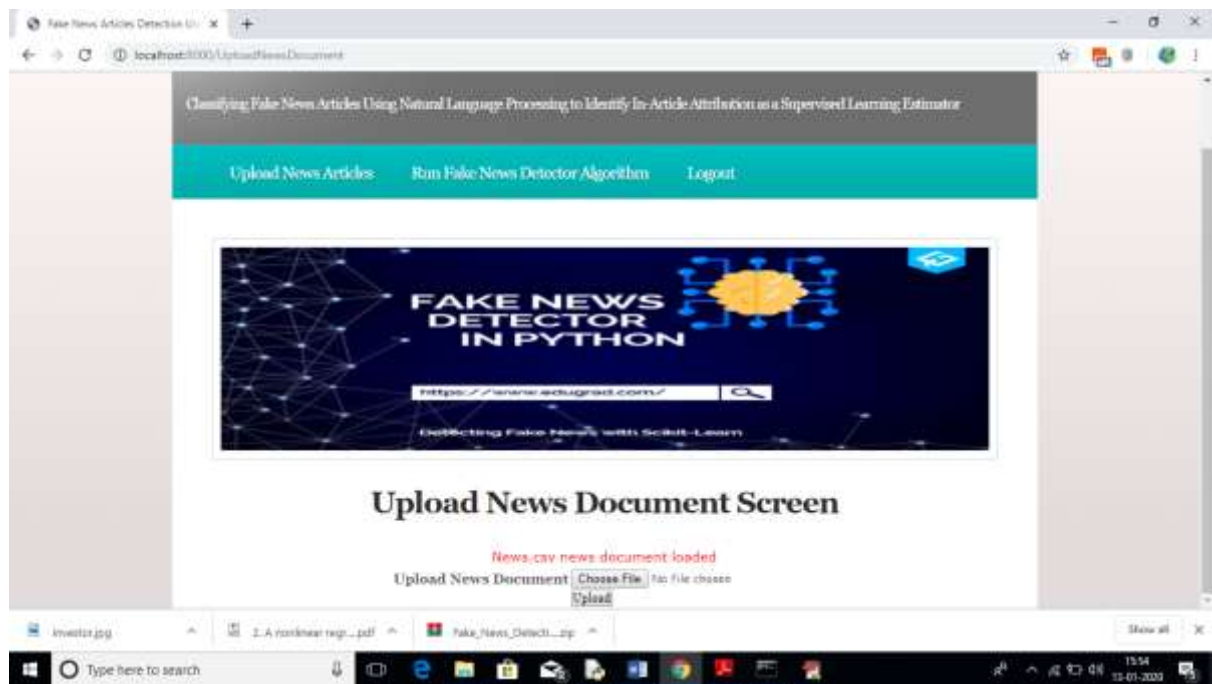 Fake News Articles Detection
localhost:8000/UploadNewsDocument
Classifying Fake News Articles Using Natural Language Processing to Identify In-Article Attribution as a Supervised Learning Estimator
Upload News Articles Run Fake News Detector Algorithm Logout
FAKE NEWS
DETECTOR
IN PYTHON
https://www.edugrad.com/
Detecting Fake News with Scikit-Learn
Upload News Document Screen
News.csv news document loaded
Upload News Document Choose File No file chosen
Upload
investor.jpg 2. A nonlinear regr....pdf Fake_News_Detecti....zip Show all
Type here to search
15:54
13-01-2020